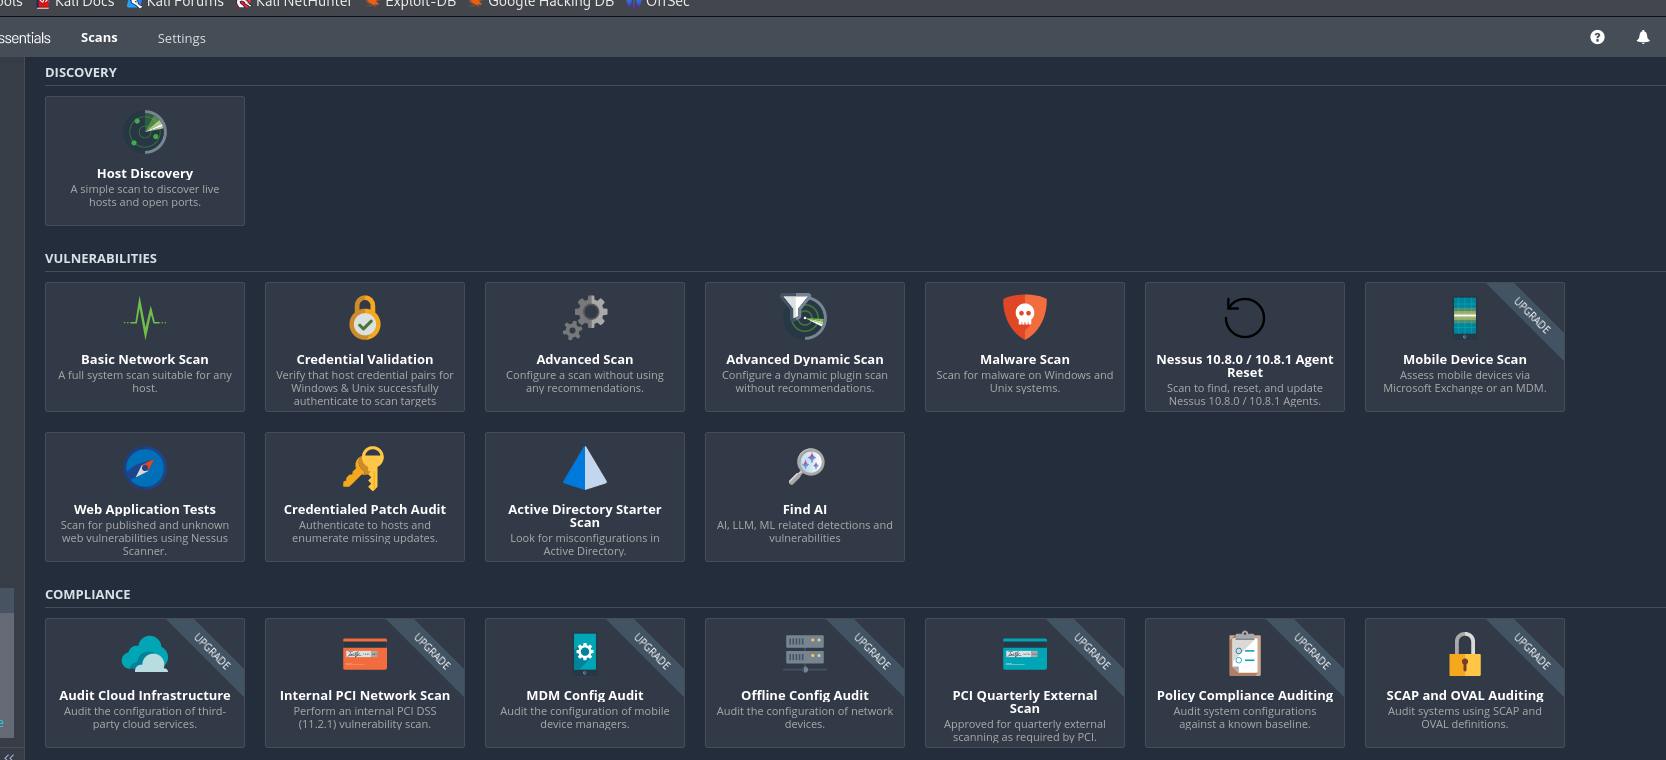 ools Kali Docs Kali Forums Kali NetHunter Exploit-DB Google Hacking DB OffSec
ssentials Scans Settings
DISCOVERY
Host Discovery
A simple scan to discover live
hosts and open ports.
VULNERABILITIES
Basic Network Scan
A full system scan suitable for any
host.
Credential Validation
Verify that host credential pairs for
Windows & Unix successfully
authenticate to scan targets
Advanced Scan
Configure a scan without using
any recommendations.
Advanced Dynamic Scan
Configure a dynamic plugin scan
without recommendations.
Malware Scan
Scan for malware on Windows and
Unix systems.
Nessus 10.8.0 / 10.8.1 Agent
Reset
Scan to find, reset, and update
Nessus 10.8.0 / 10.8.1 Agents.
UPGRADE
Mobile Device Scan
Assess mobile devices via
Microsoft Exchange or an MDM.
Web Application Tests
Scan for published and unknown
web vulnerabilities using Nessus
Scanner.
Credentialed Patch Audit
Authenticate to hosts and
enumerate missing updates.
Active Directory Starter
Scan
Look for misconfigurations in
Active Directory.
Find AI
AI, LLM, ML related detections and
vulnerabilities
COMPLIANCE
UPGRADE
Audit Cloud Infrastructure
Audit the configuration of third-
party cloud services.
UPGRADE
Internal PCI Network Scan
Perform an internal PCI DSS
(11.2.1) vulnerability scan.
UPGRADE
MDM Config Audit
Audit the configuration of mobile
device managers.
UPGRADE
Offline Config Audit
Audit the configuration of network
devices.
UPGRADE
PCI Quarterly External
Scan
Approved for quarterly external
scanning as required by PCI.
UPGRADE
Policy Compliance Auditing
Audit system configurations
against a known baseline.
UPGRADE
SCAP and OVAL Auditing
Audit systems using SCAP and
OVAL definitions.
e